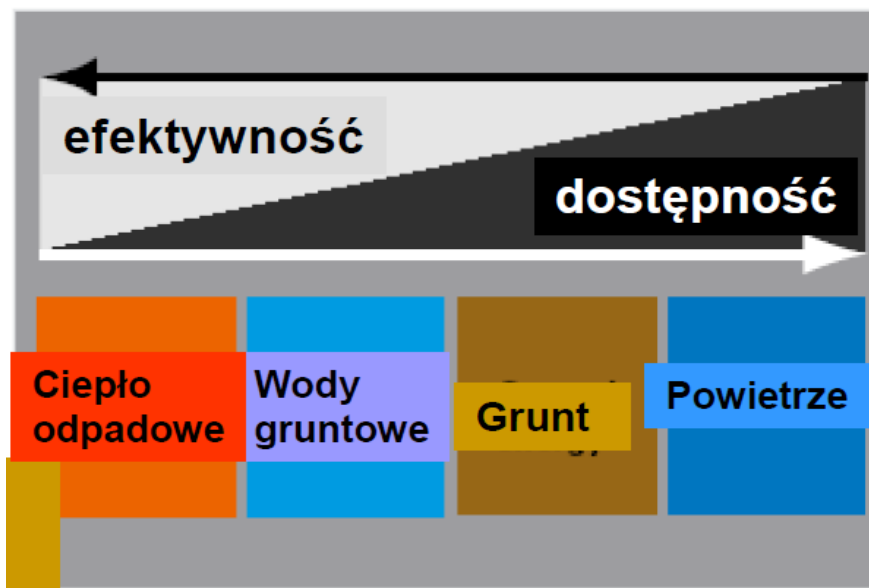 efektywność
dostępność
Ciepło
odpadowe
Wody
gruntowe
Grunt
Powietrze